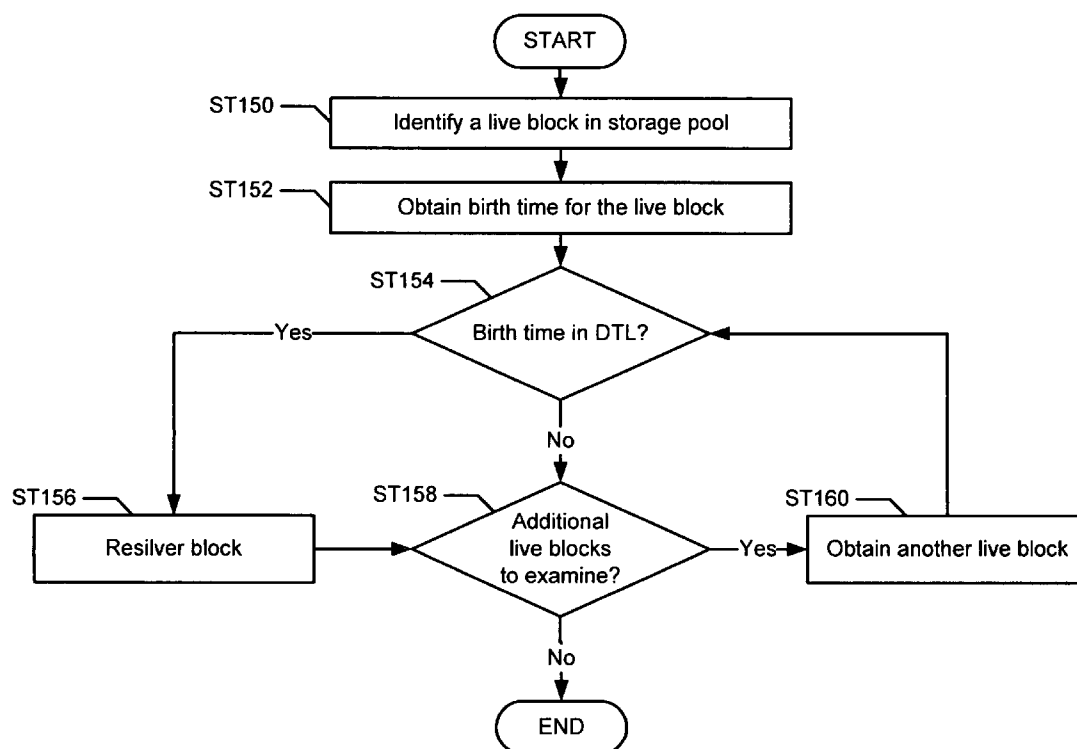 START
ST150
Identify a live block in storage pool
ST152
Obtain birth time for the live block
ST154
Birth time in DTL?
Yes
No
ST156
Resilver block
ST158
Additional
live blocks
to examine?
Yes
ST160
Obtain another live block
No
END